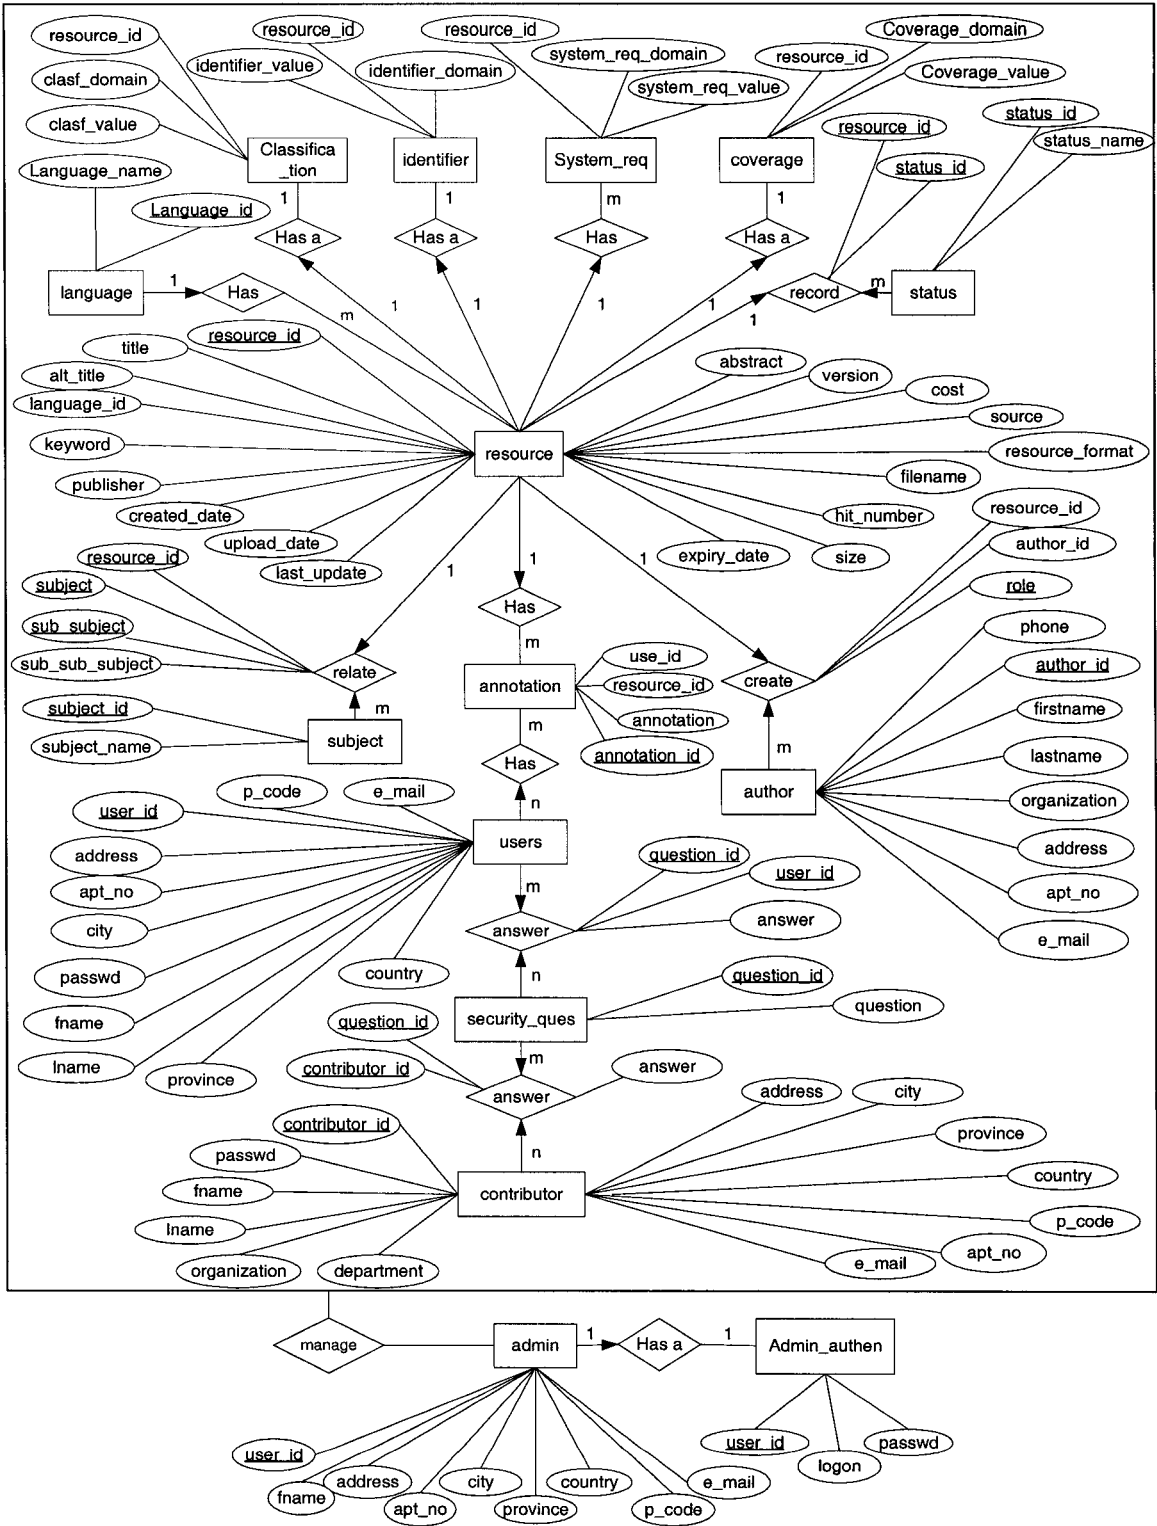 resource_id
resource_id
resource_id
Coverage_domain
clasf_domain
identifier_value
identifier_domain
system_req_domain
resource_id
system_req_value
Coverage_value
clasf_value
resource_id
status_id
status_name
Classifica
_tion
identifier
System_req
coverage
Language_name
status_id
1
1
m
1
Language_id
Has a
Has a
Has
Has a
language
1
Has
record
m
status
m
1
1
1
1
1
resource_id
title
abstract
alt_title
version
language_id
cost
source
keyword
resource
resource_format
publisher
filename
created_date
hit_number
resource_id
upload_date
expiry_date
size
author_id
resource_id
last_update
1
1
1
subject
role
Has
sub_subject
phone
m
use_id
sub_sub_subject
relate
annotation
resource_id
create
author_id
subject_id
m
m
annotation
firstname
subject_name
subject
Has
annotation_id
m
lastname
p_code
e_mail
author
user_id
n
organization
address
users
question_id
address
apt_no
m
user_id
apt_no
city
answer
answer
e_mail
passwd
country
n
question_id
fname
question_id
security_ques
question
lname
contributor_id
m
answer
province
answer
address
city
contributor_id
province
passwd
n
country
fname
contributor
p_code
lname
apt_no
organization
department
e_mail
manage
admin
1
Has a
1
Admin_authen
user_id
user_id
passwd
address
city
country
e_mail
logon
fname
apt_no
province
p_code